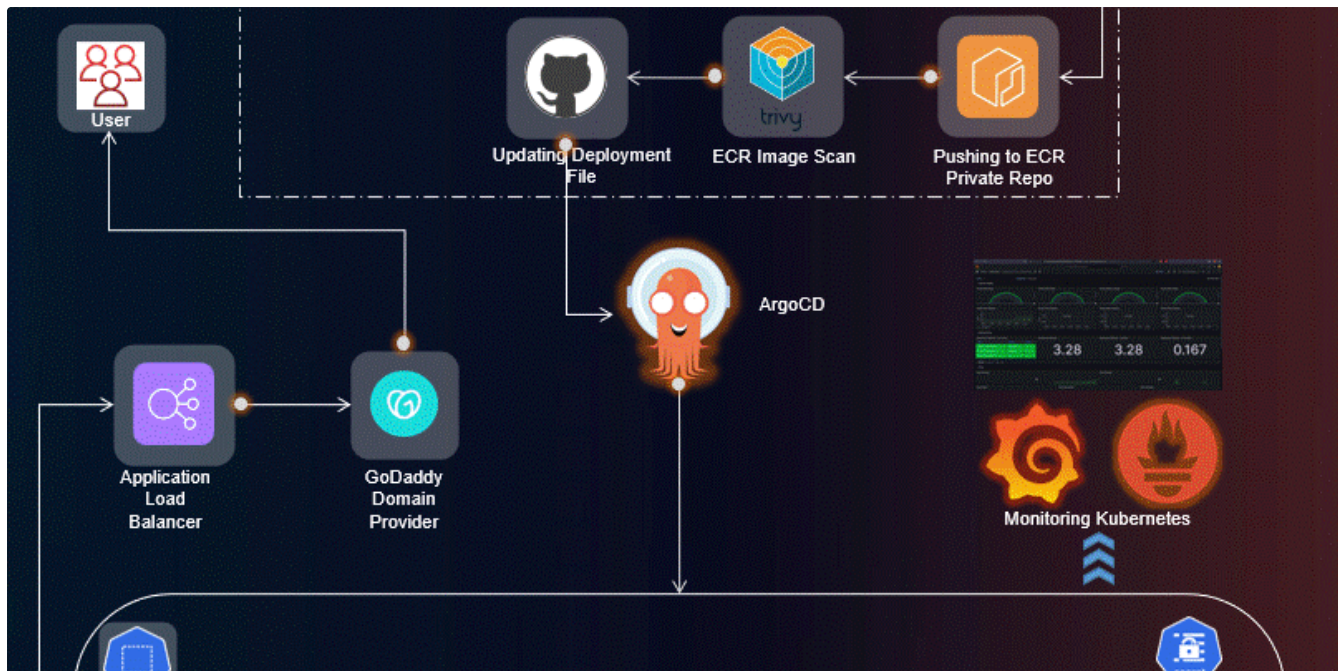 User
trivy
Updating Deployment
File
ECR Image Scan
Pushing to ECR
Private Repo
ArgoCD
3.28
3.28
0.167
Application
Load
Balancer
GoDaddy
Domain
Provider
Monitoring Kubernetes